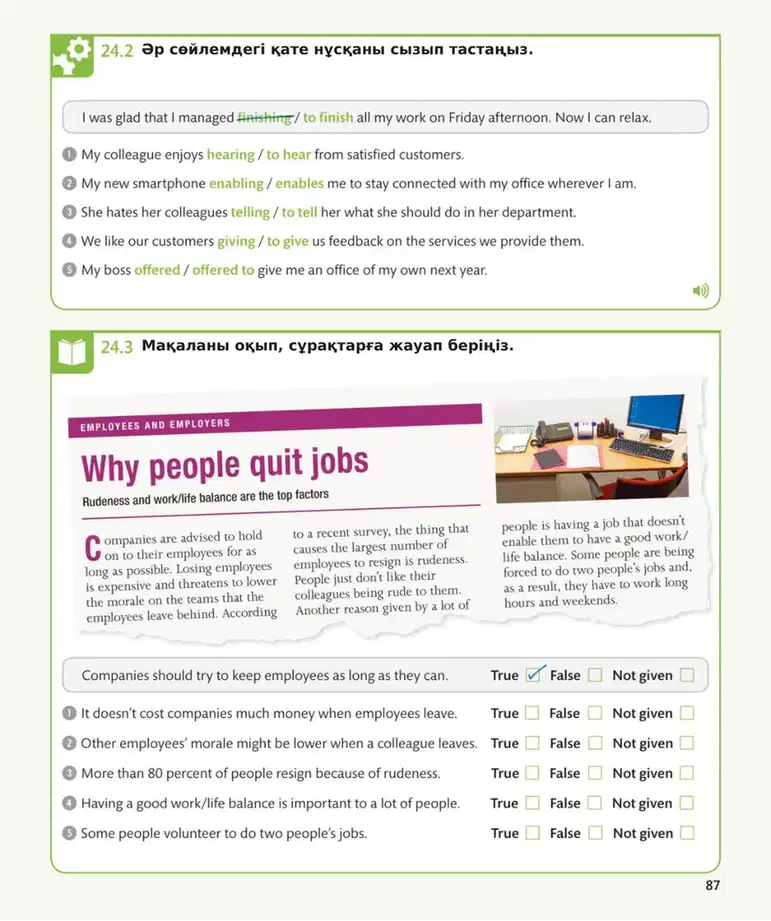 24.2 Әр сөйлемдегі қате нұсқаны сызып тастаңыз.
I was glad that I managed finishing / to finish all my work on Friday afternoon. Now I can relax.
1 My colleague enjoys hearing / to hear from satisfied customers.
2 My new smartphone enabling / enables me to stay connected with my office wherever I am.
3 She hates her colleagues telling / to tell her what she should do in her department.
4 We like our customers giving / to give us feedback on the services we provide them.
5 My boss offered / offered to give me an office of my own next year.
24.3 Мақаланы оқып, сұрақтарға жауап беріңіз.
EMPLOYEES AND EMPLOYERS
Why people quit jobs
Rudeness and work/life balance are the top factors
Companies are advised to hold
on to their employees for as
long as possible. Losing employees
is expensive and threatens to lower
the morale on the teams that the
employees leave behind. According
to a recent survey, the thing that
causes the largest number of
employees to resign is rudeness.
People just don't like their
colleagues being rude to them.
Another reason given by a lot of
people is having a job that doesn't
enable them to have a good work/
life balance. Some people are being
forced to do two people's jobs and,
as a result, they have to work long
hours and weekends.
Companies should try to keep employees as long as they can. True False Not given
1 It doesn't cost companies much money when employees leave. True False Not given
2 Other employees' morale might be lower when a colleague leaves. True False Not given
3 More than 80 percent of people resign because of rudeness. True False Not given
4 Having a good work/life balance is important to a lot of people. True False Not given
5 Some people volunteer to do two people's jobs. True False Not given
87